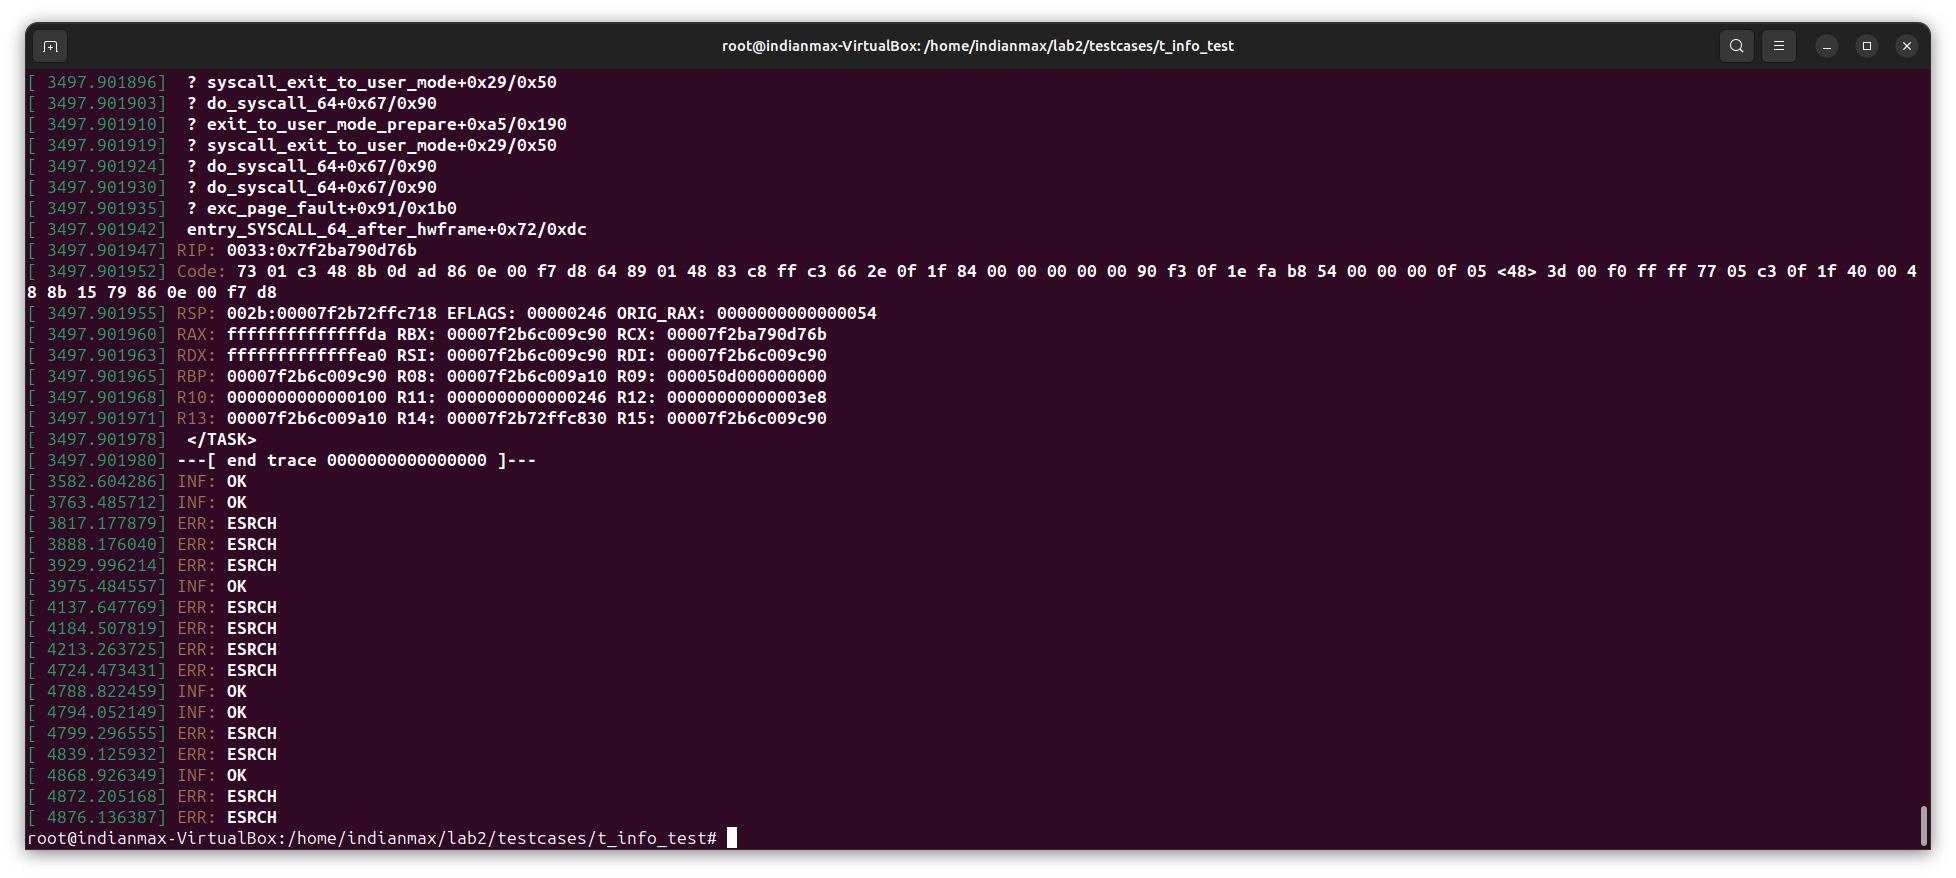 root@indianmax-VirtualBox: /home/indianmax/lab2/testcases/t_info_test
[ 3497.901896]  ? syscall_exit_to_user_mode+0x29/0x50
[ 3497.901903]  ? do_syscall_64+0x67/0x90
[ 3497.901910]  ? exit_to_user_mode_prepare+0xa5/0x190
[ 3497.901919]  ? syscall_exit_to_user_mode+0x29/0x50
[ 3497.901924]  ? do_syscall_64+0x67/0x90
[ 3497.901930]  ? do_syscall_64+0x67/0x90
[ 3497.901935]  ? exc_page_fault+0x91/0x1b0
[ 3497.901942]  entry_SYSCALL_64_after_hwframe+0x72/0xdc
[ 3497.901947] RIP: 0033:0x7f2ba790d76b
[ 3497.901952] Code: 73 01 c3 48 8b 0d ad 86 0e 00 f7 d8 64 89 01 48 83 c8 ff c3 66 2e 0f 1f 84 00 00 00 00 00 90 f3 0f 1e fa b8 54 00 00 00 0f 05 <48> 3d 00 f0 ff ff 77 05 c3 0f 1f 40 00 4
8 8b 15 79 86 0e 00 f7 d8
[ 3497.901955] RSP: 002b:00007f2b72ffc718 EFLAGS: 00000246 ORIG_RAX: 0000000000000054
[ 3497.901960] RAX: ffffffffffffffda RBX: 00007f2b6c009c90 RCX: 00007f2ba790d76b
[ 3497.901963] RDX: fffffffffffffea0 RSI: 00007f2b6c009c90 RDI: 00007f2b6c009c90
[ 3497.901965] RBP: 00007f2b6c009c90 R08: 00007f2b6c009a10 R09: 000050d000000000
[ 3497.901968] R10: 0000000000000100 R11: 0000000000000246 R12: 00000000000003e8
[ 3497.901971] R13: 00007f2b6c009a10 R14: 00007f2b72ffc830 R15: 00007f2b6c009c90
[ 3497.901978]  </TASK>
[ 3497.901980] ---[ end trace 0000000000000000 ]---
[ 3582.604286] INF: OK
[ 3763.485712] INF: OK
[ 3817.177879] ERR: ESRCH
[ 3888.176040] ERR: ESRCH
[ 3929.996214] ERR: ESRCH
[ 3975.484557] INF: OK
[ 4137.647769] ERR: ESRCH
[ 4184.507819] ERR: ESRCH
[ 4213.263725] ERR: ESRCH
[ 4724.473431] ERR: ESRCH
[ 4788.822459] INF: OK
[ 4794.052149] INF: OK
[ 4799.296555] ERR: ESRCH
[ 4839.125932] ERR: ESRCH
[ 4868.926349] INF: OK
[ 4872.205168] ERR: ESRCH
[ 4876.136387] ERR: ESRCH
root@indianmax-VirtualBox:/home/indianmax/lab2/testcases/t_info_test#